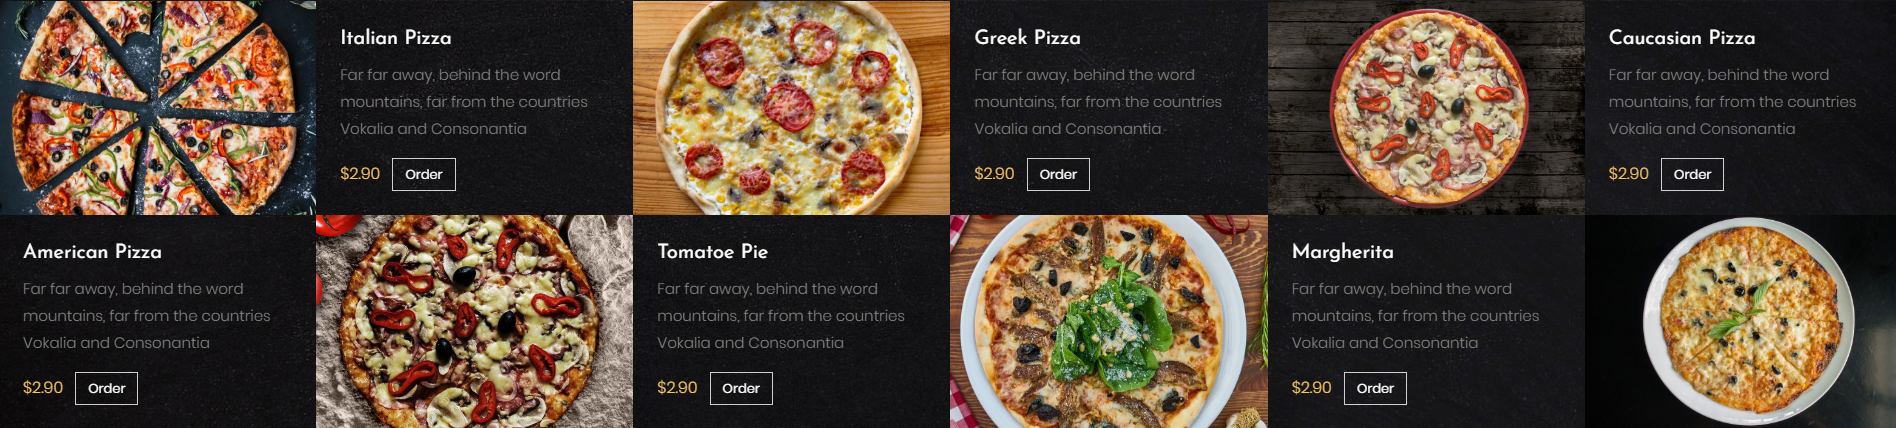 Italian Pizza
Far far away, behind the word
mountains, far from the countries
Vokalia and Consonantia
$2.90 Order
Greek Pizza
Far far away, behind the word
mountains, far from the countries
Vokalia and Consonantia
$2.90 Order
Caucasian Pizza
Far far away, behind the word
mountains, far from the countries
Vokalia and Consonantia
$2.90 Order
American Pizza
Far far away, behind the word
mountains, far from the countries
Vokalia and Consonantia
$2.90 Order
Tomatoe Pie
Far far away, behind the word
mountains, far from the countries
Vokalia and Consonantia
$2.90 Order
Margherita
Far far away, behind the word
mountains, far from the countries
Vokalia and Consonantia
$2.90 Order